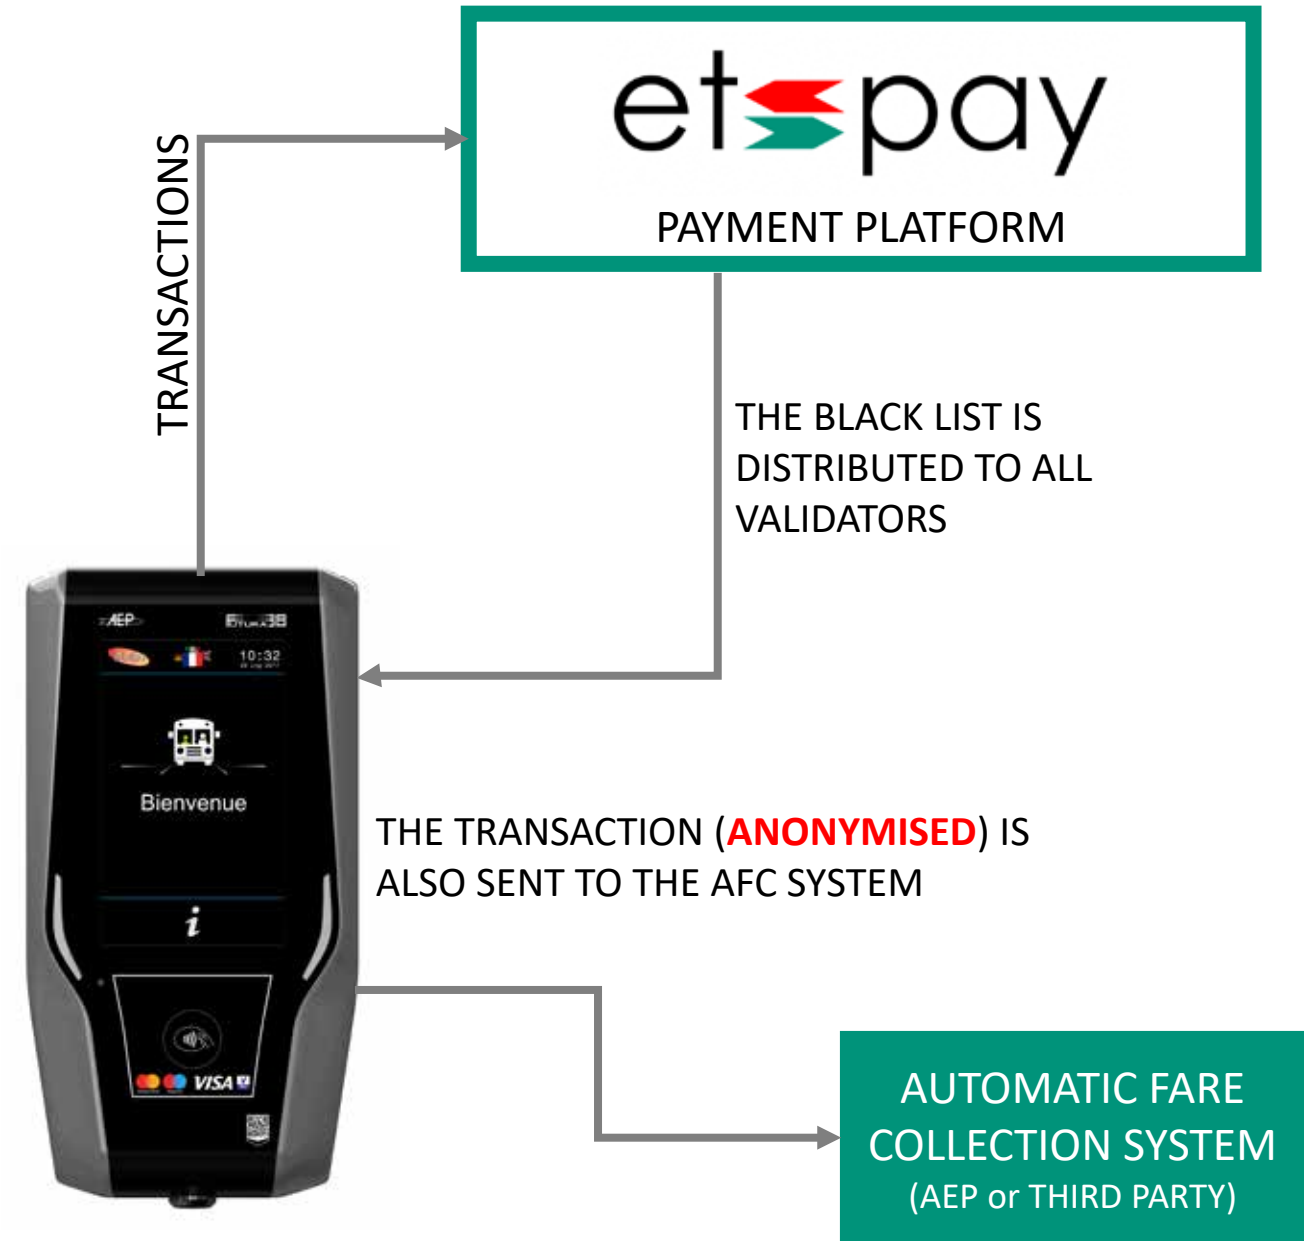 etspay
PAYMENT PLATFORM
TRANSACTIONS
THE BLACK LIST IS
DISTRIBUTED TO ALL
VALIDATORS
AEP
10:32
Bienvenue
i
THE TRANSACTION (ANONYMISED) IS
ALSO SENT TO THE AFC SYSTEM
VISA
AUTOMATIC FARE
COLLECTION SYSTEM
(AEP or THIRD PARTY)